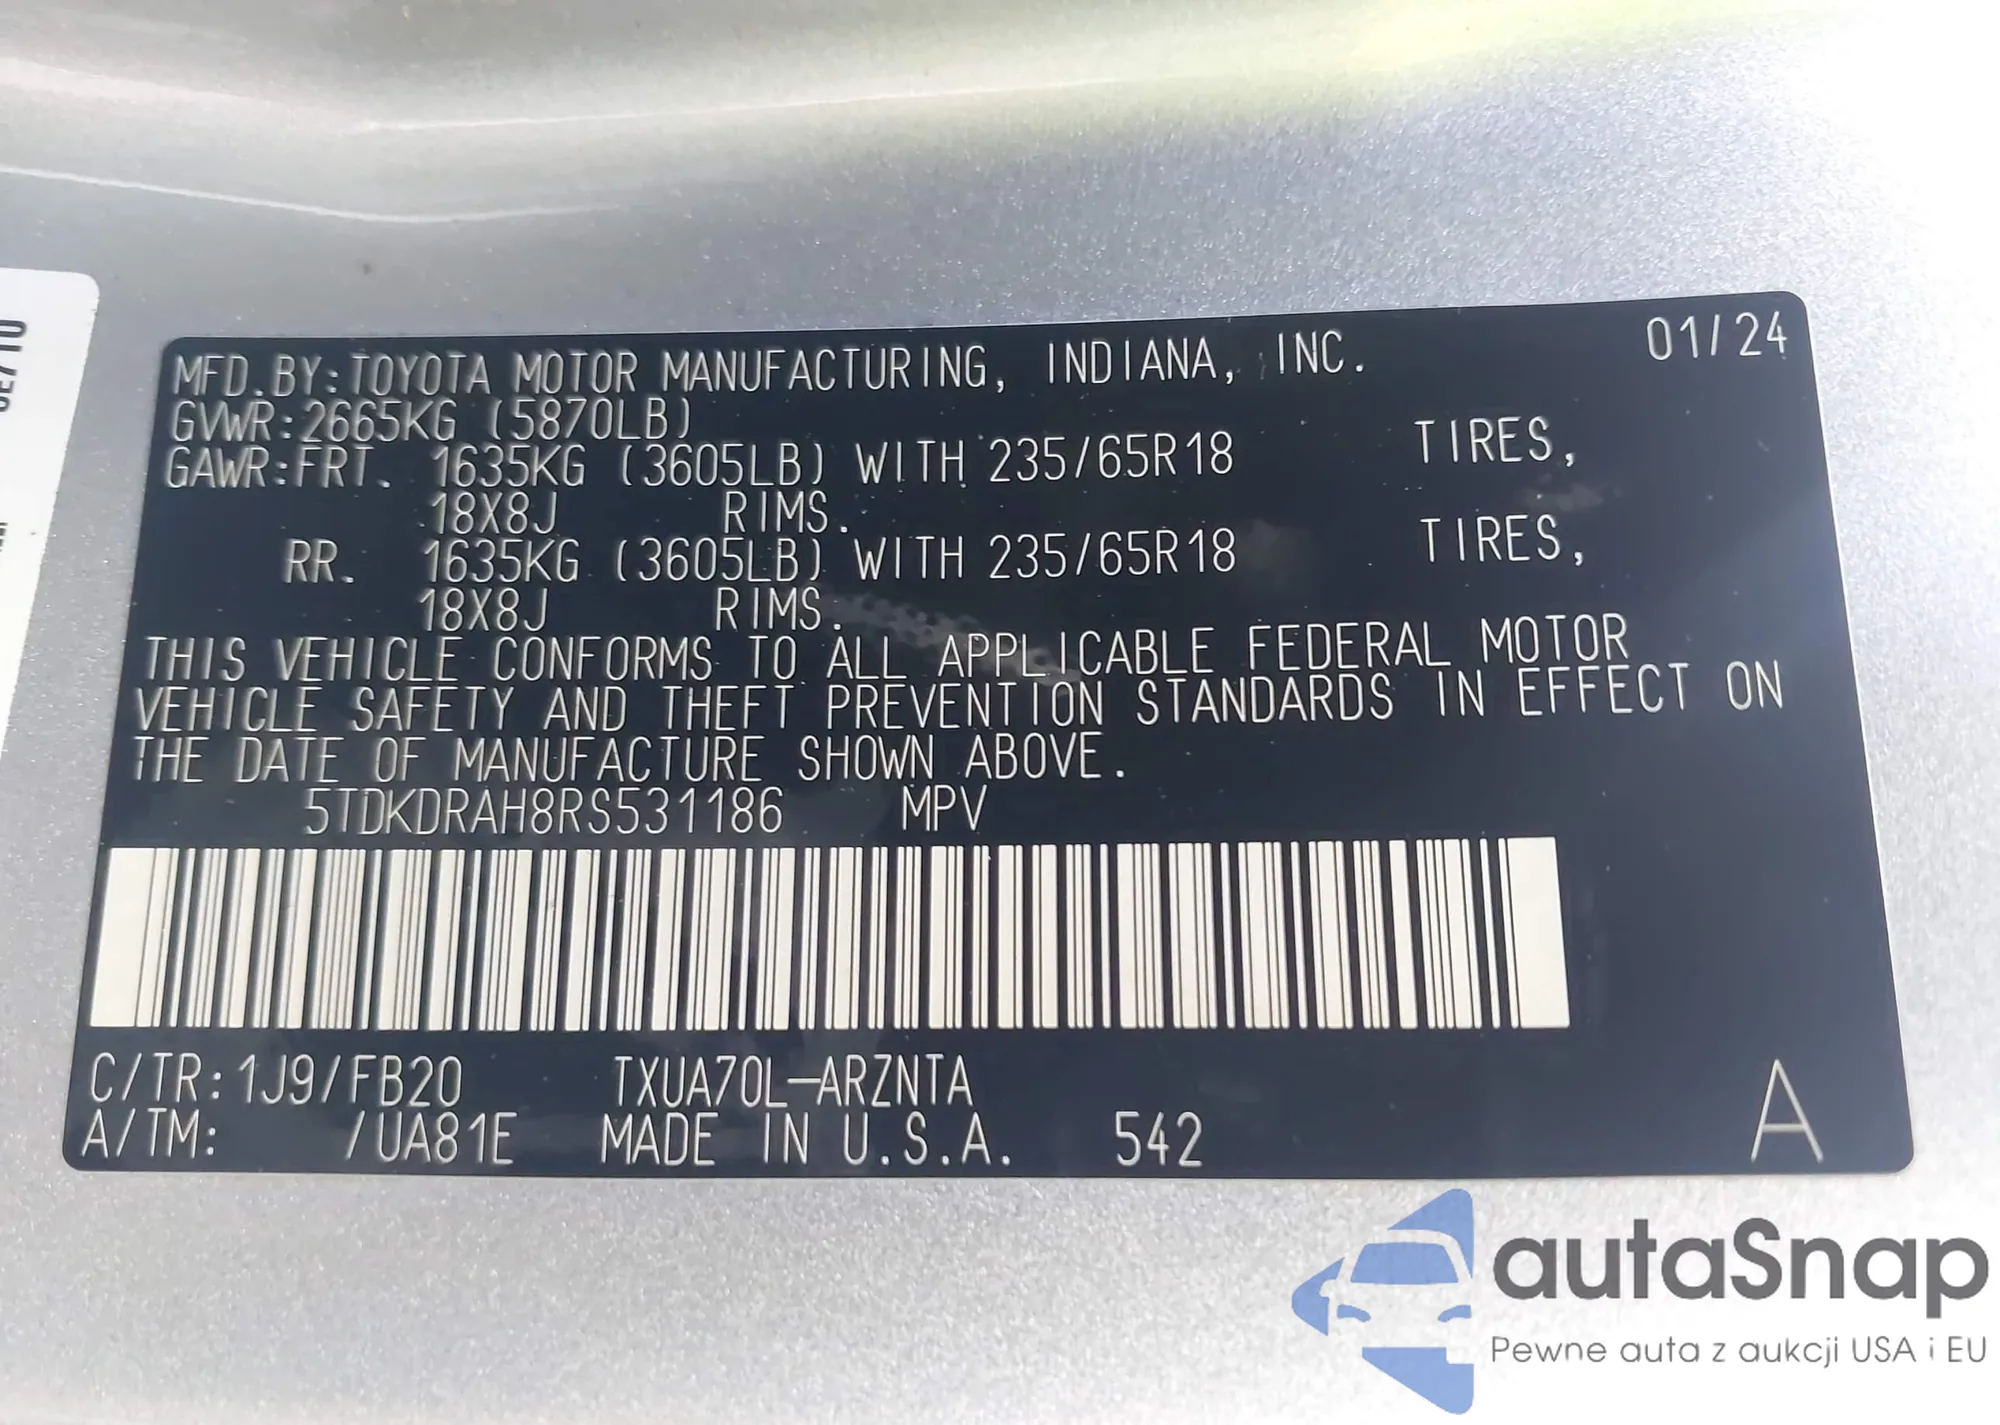 MFD.BY:TOYOTA MOTOR MANUFACTURING, INDIANA, INC. 01/24
GVWR:2665KG (5870LB)
GAWR:FRT. 1635KG (3605LB) WITH 235/65R18 TIRES,
18X8J RIMS.
RR. 1635KG (3605LB) WITH 235/65R18 TIRES,
18X8J RIMS.
THIS VEHICLE CONFORMS TO ALL APPLICABLE FEDERAL MOTOR
VEHICLE SAFETY AND THEFT PREVENTION STANDARDS IN EFFECT ON
THE DATE OF MANUFACTURE SHOWN ABOVE.
5TDKDRAH8RS531186 MPV
C/TR:1J9/FB20 TXUA70L-ARZNTA
A/TM: /UA81E MADE IN U.S.A. 542 A
autaSnap
Pewne auta z aukcji USA i EU